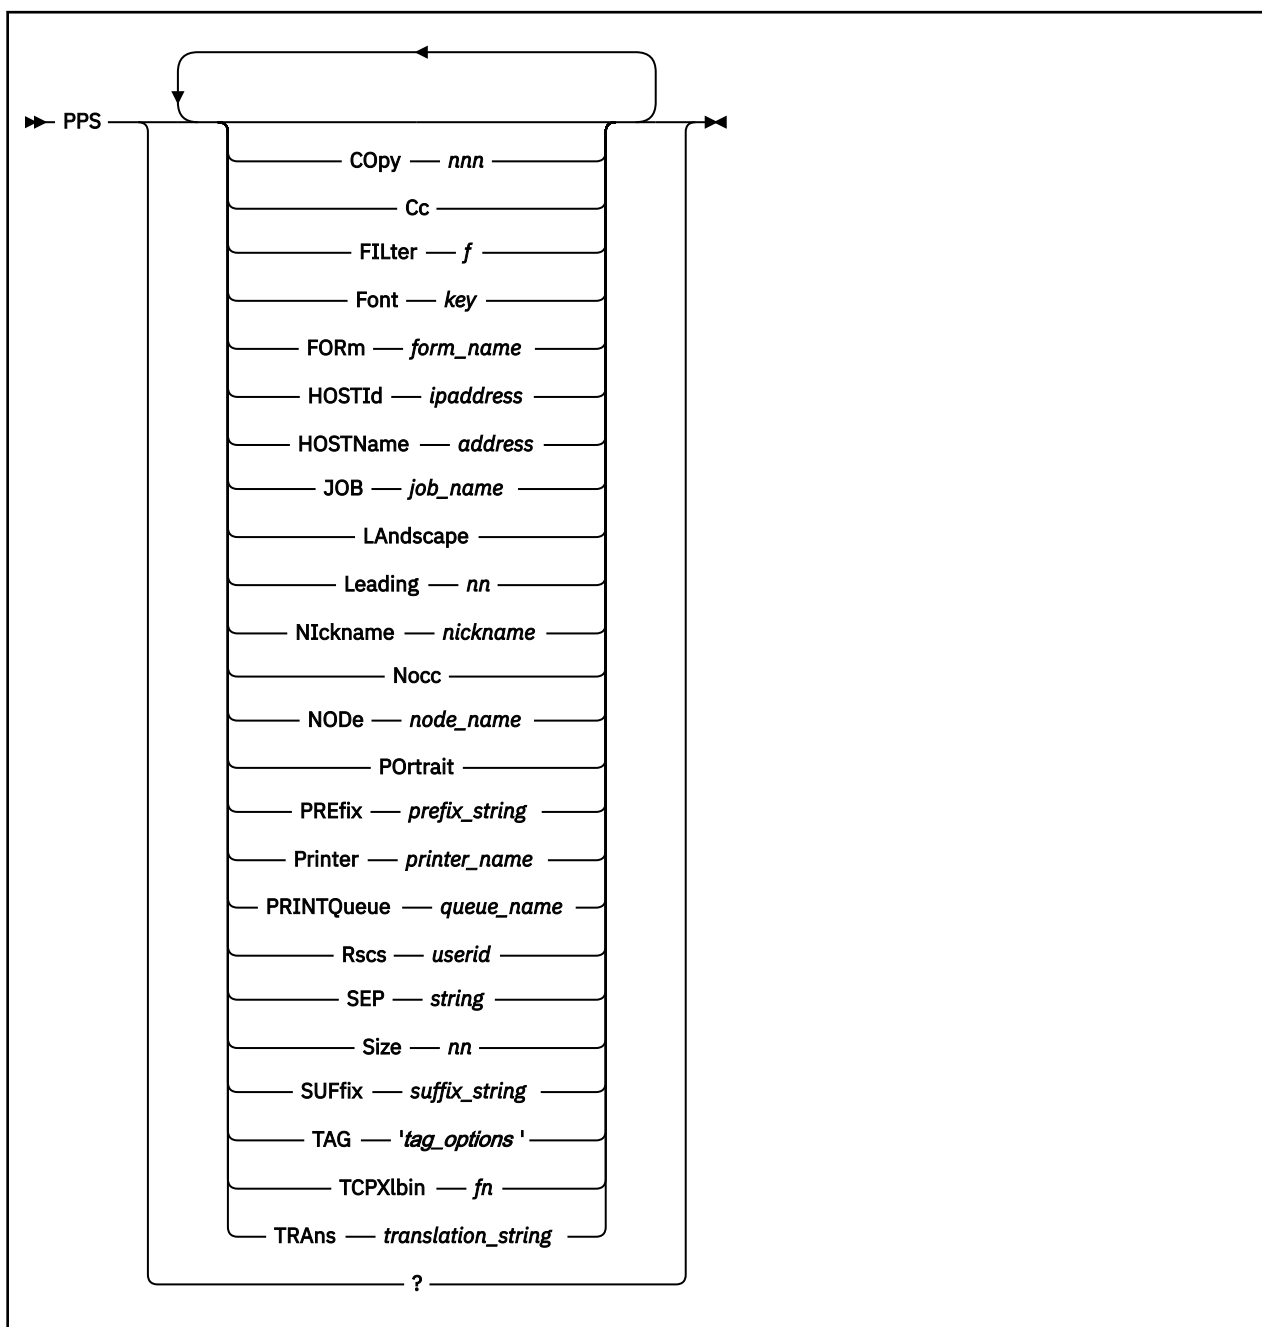 PPS
COpy nnn
Cc
FILter f
Font key
FORm form_name
HOSTId ipaddress
HOSTName address
JOB job_name
LAndscape
Leading nn
NIckname nickname
Nocc
NODe node_name
POrtrait
PREfix prefix_string
Printer printer_name
PRINTQueue queue_name
Rscs userid
SEP string
Size nn
SUFfix suffix_string
TAG 'tag_options '
TCPXlbin fn
TRAns translation_string
?